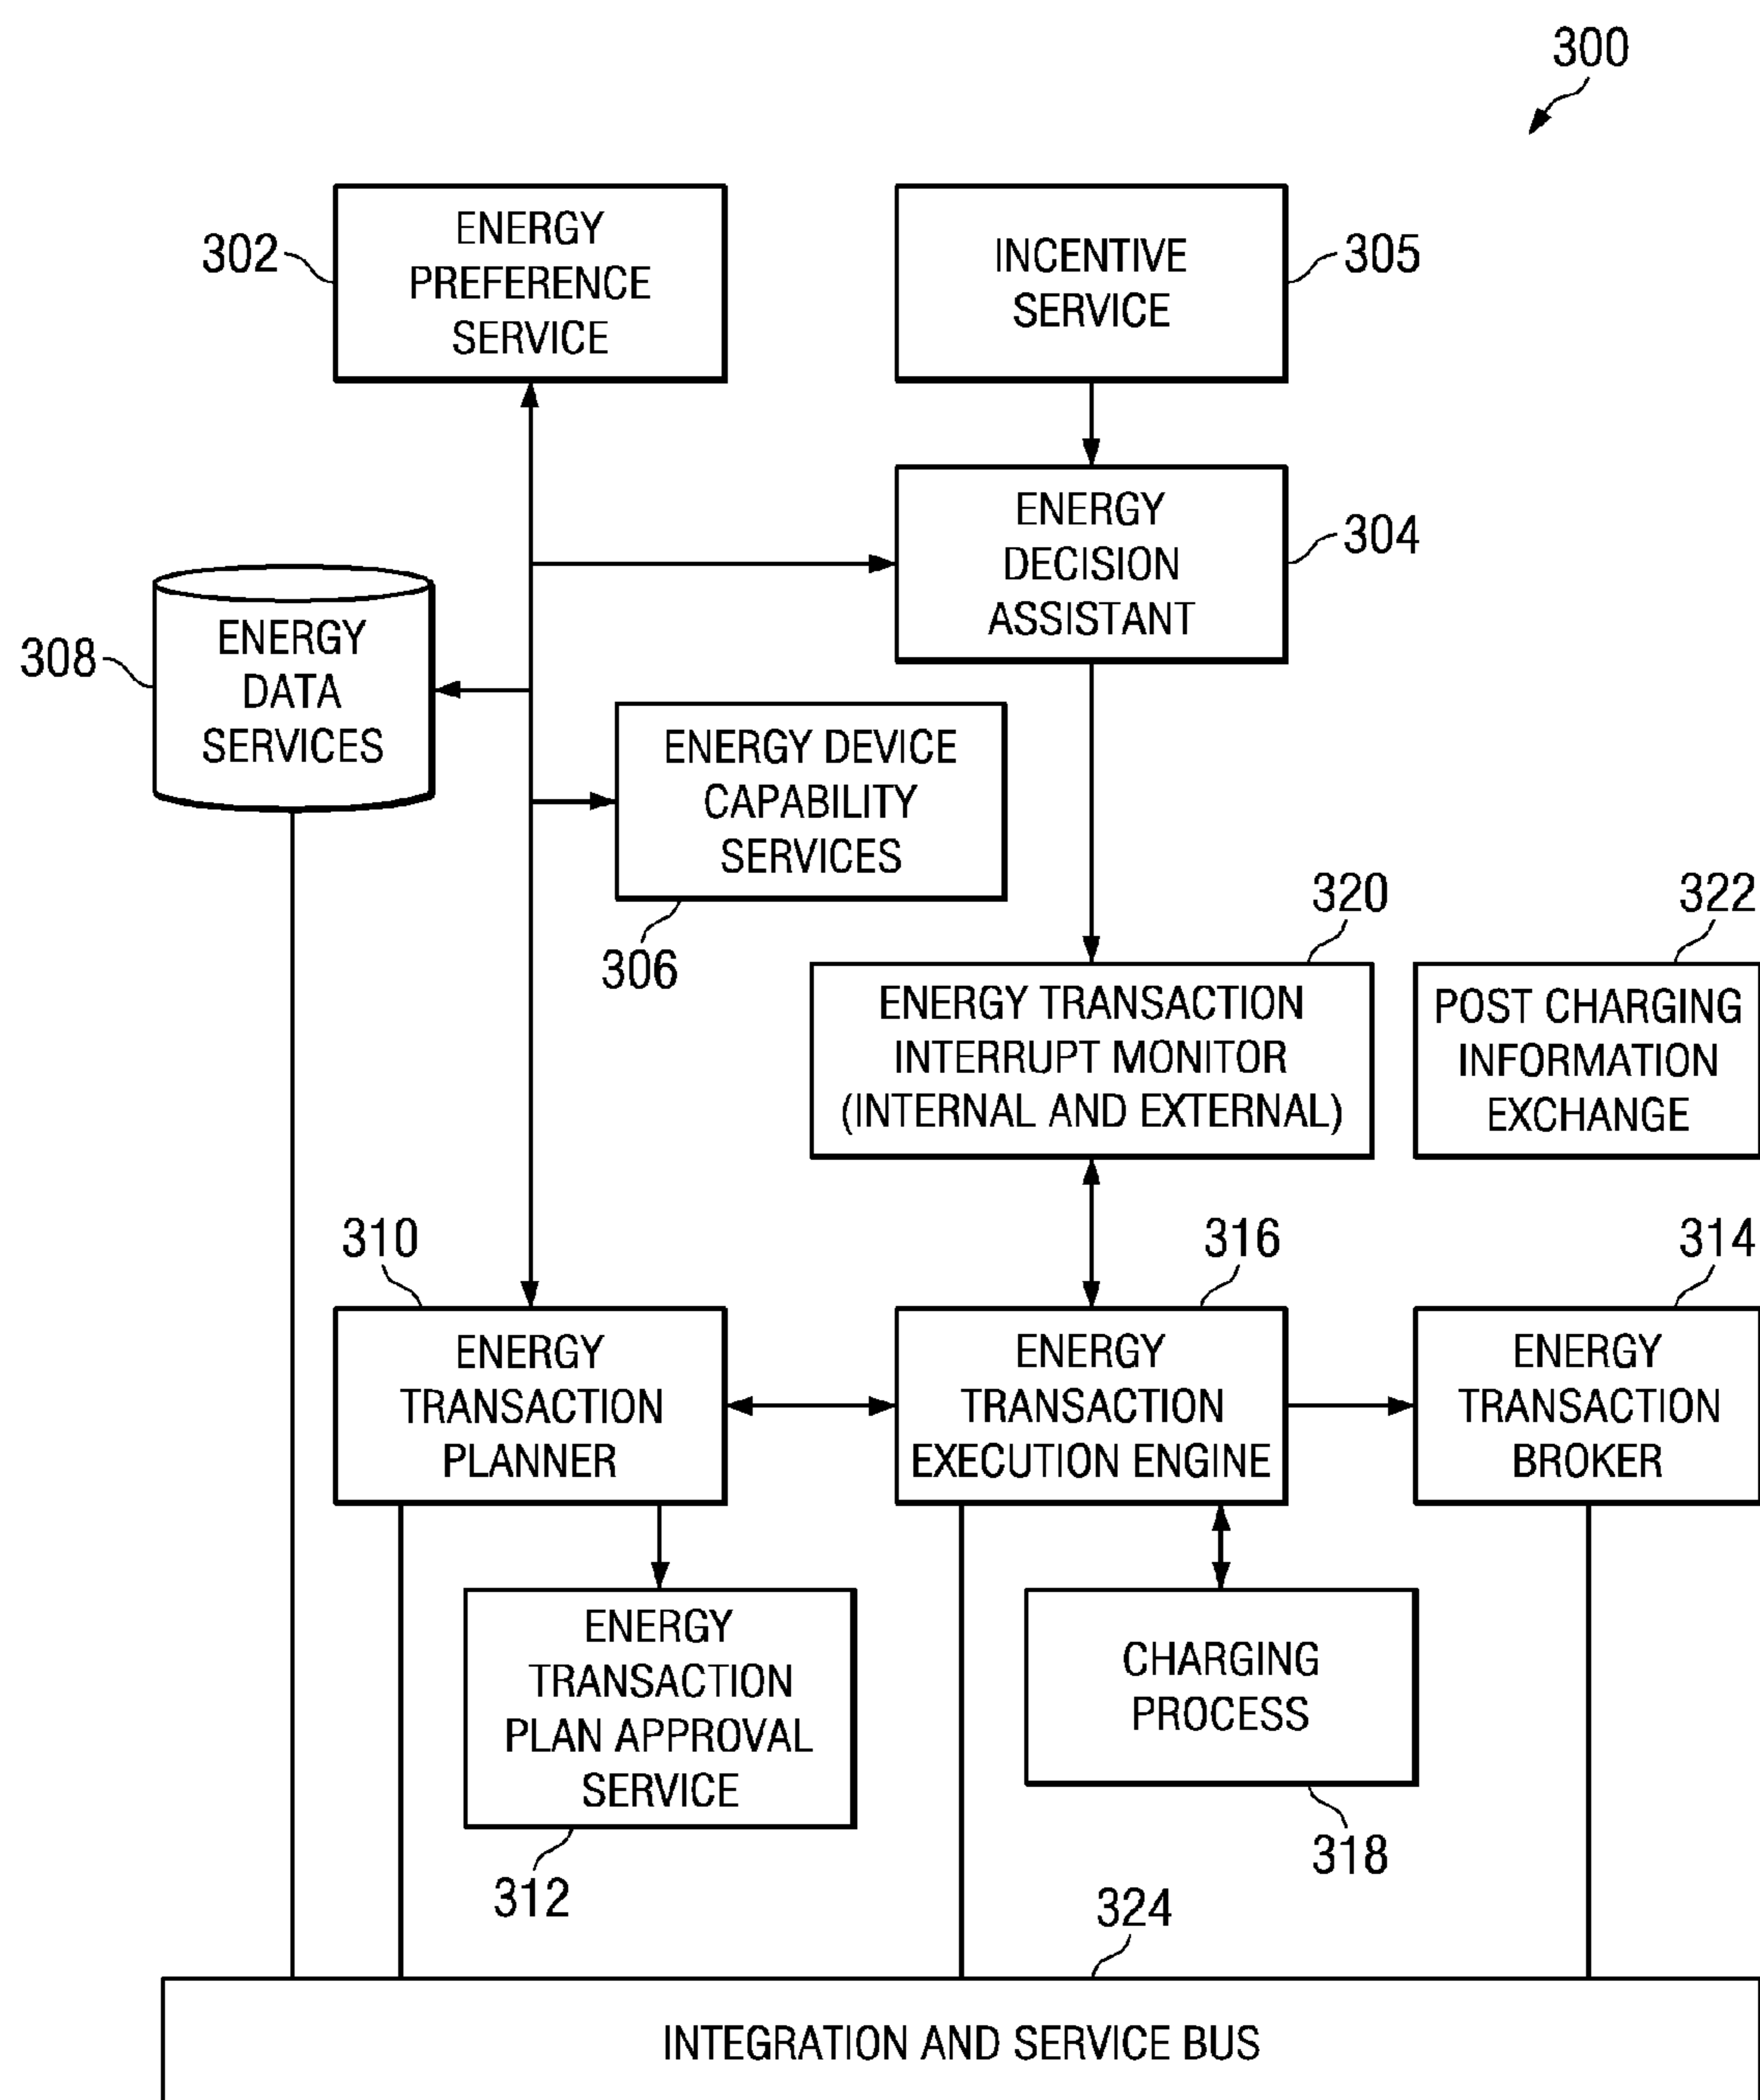 300
302
ENERGY
PREFERENCE
SERVICE
INCENTIVE
SERVICE
305
ENERGY
DECISION
ASSISTANT
304
308
ENERGY
DATA
SERVICES
ENERGY DEVICE
CAPABILITY
SERVICES
306
320
ENERGY TRANSACTION
INTERRUPT MONITOR
(INTERNAL AND EXTERNAL)
322
POST CHARGING
INFORMATION
EXCHANGE
310
ENERGY
TRANSACTION
PLANNER
316
ENERGY
TRANSACTION
EXECUTION ENGINE
314
ENERGY
TRANSACTION
BROKER
ENERGY
TRANSACTION
PLAN APPROVAL
SERVICE
312
CHARGING
PROCESS
318
324
INTEGRATION AND SERVICE BUS